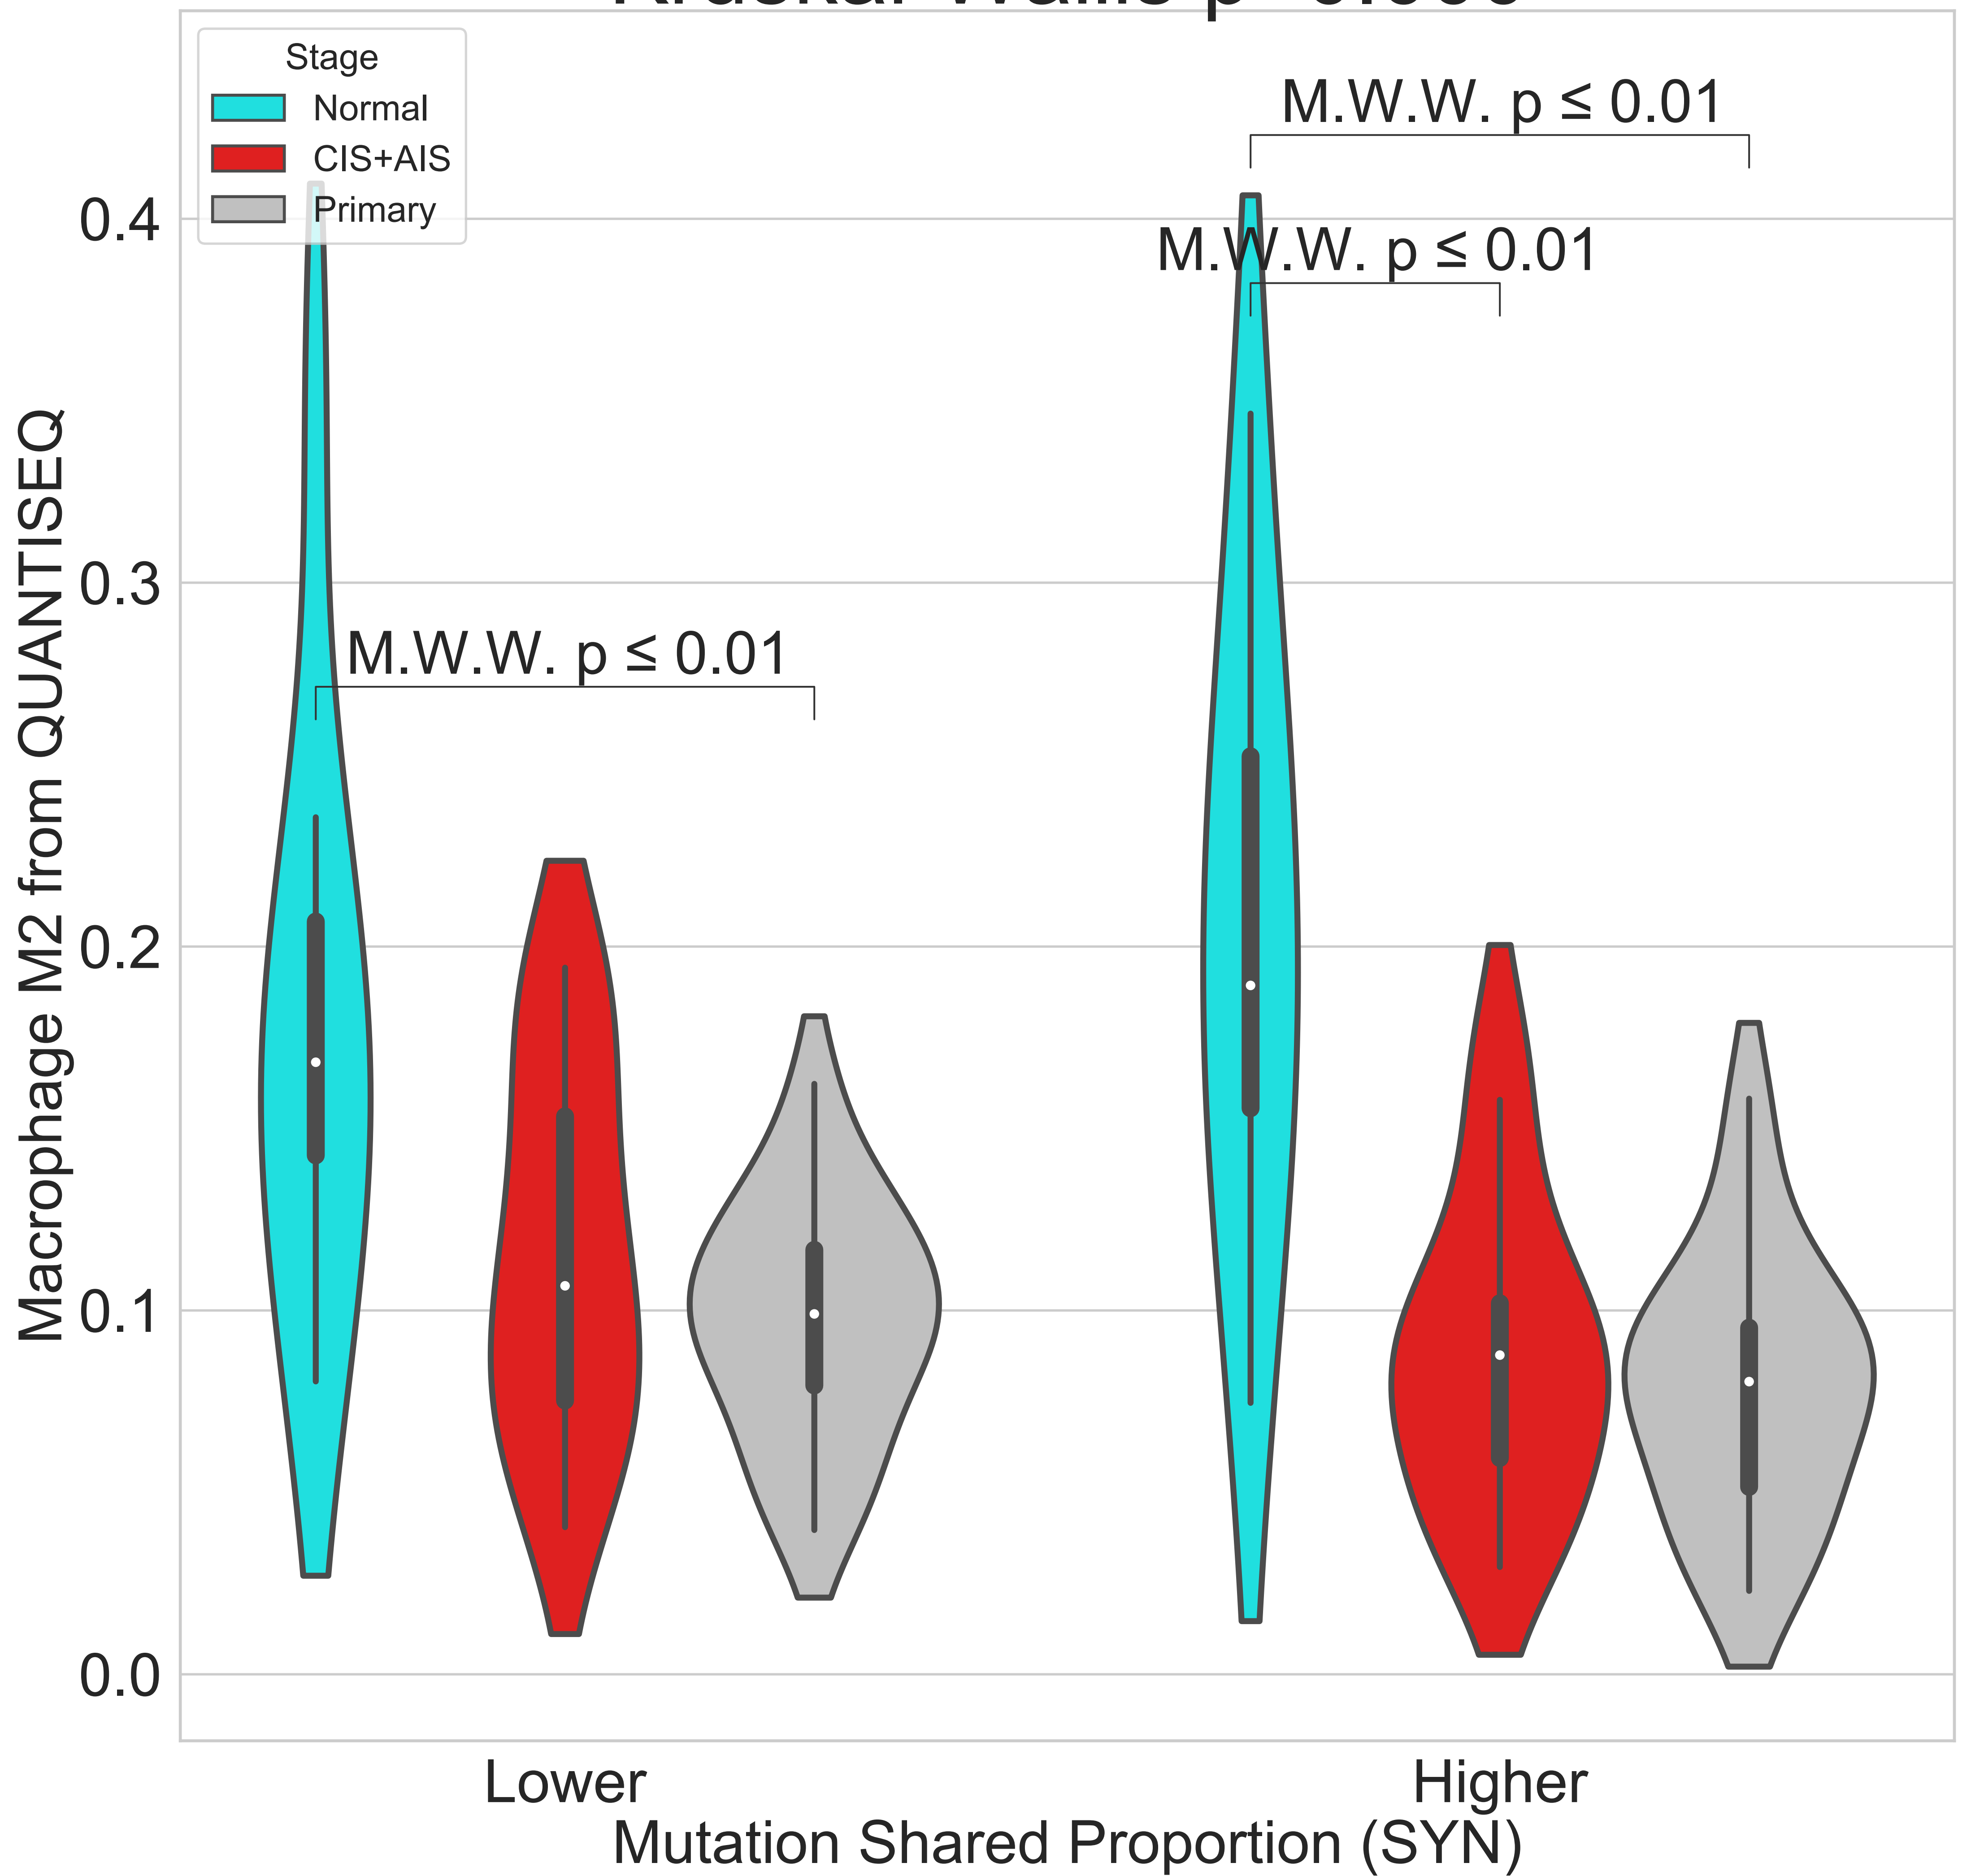 Stage
Normal
CIS+AIS
Primary
M.W.W. p ≤ 0.01
M.W.W. p ≤ 0.01
M.W.W. p ≤ 0.01
Macrophage M2 from QUANTISEQ
0.4
0.3
0.2
0.1
0.0
Lower
Higher
Mutation Shared Proportion (SYN)